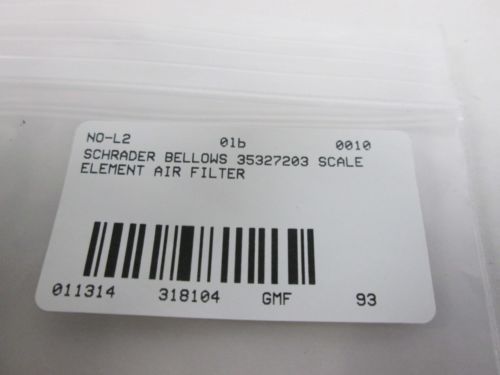 NO-L2 01b 0010
SCHRADER BELLOWS 35327203 SCALE
ELEMENT AIR FILTER
011314 318104 GMF 93